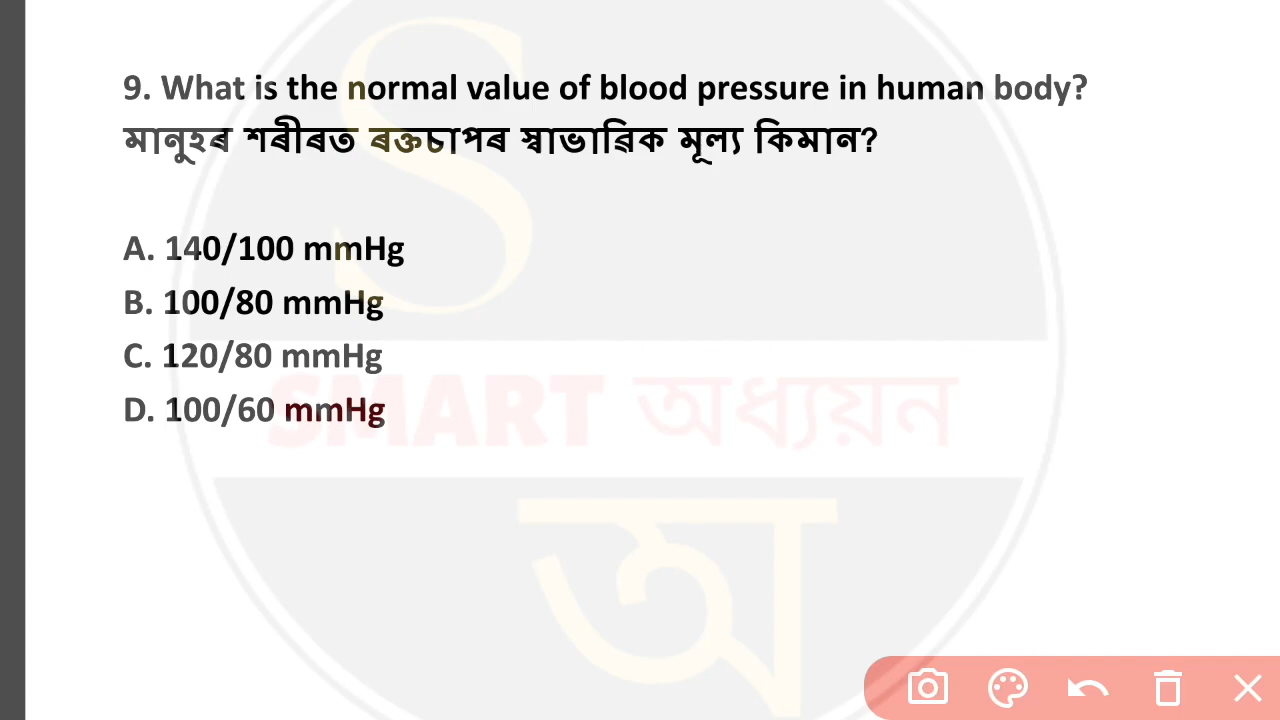 9. What is the normal value of blood pressure in human body?
মানুহৰ শৰীৰত ৰক্তচাপৰ স্বাভাৱিক মূল্য কিমান?
A. 140/100 mmHg
B. 100/80 mmHg
C. 120/80 mmHg
D. 100/60 mmHg
S
SMART অধ্যয়ন
অ